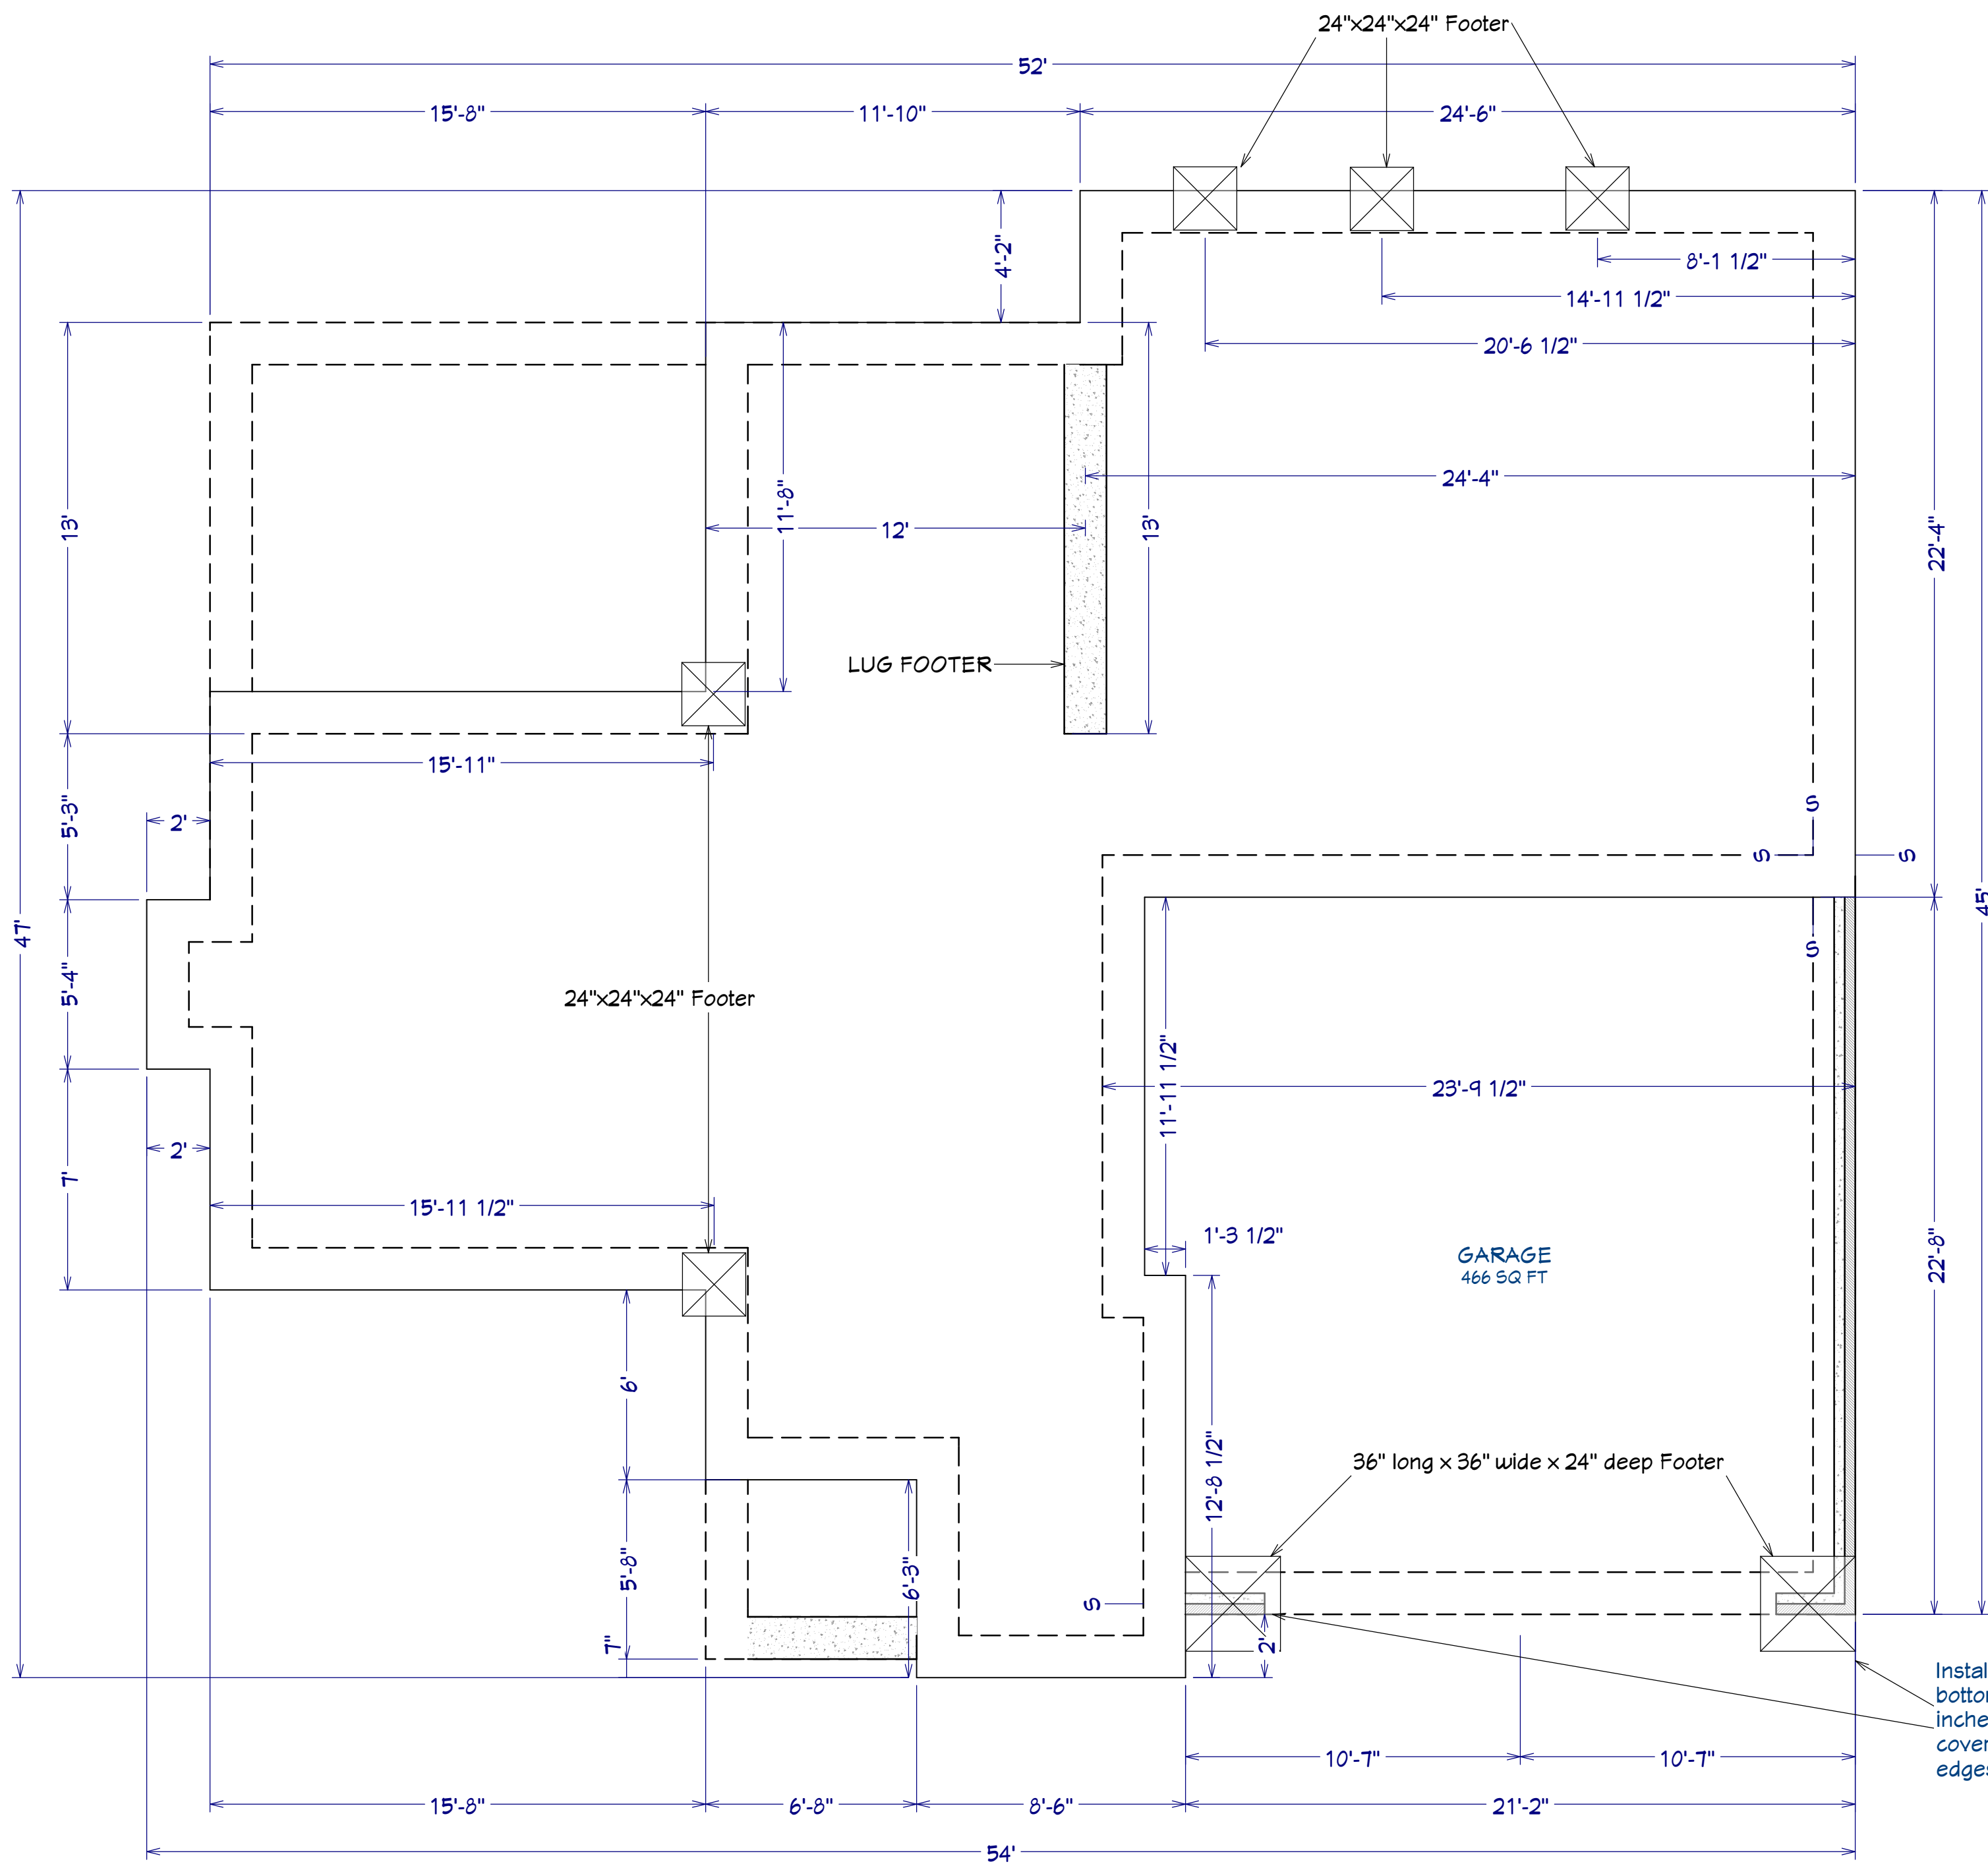 24"x24"x24" Footer
52'
15'-8"
11'-10"
24'-6"
4'-2"
8'-1 1/2"
14'-11 1/2"
20'-6 1/2"
13'
11'-8"
24'-4"
12'
13'
22'-4"
LUG FOOTER
15'-11"
5'-3"
2'
S
S
S
47'
45'
S
5'-4"
24"x24"x24" Footer
11'-11 1/2"
23'-9 1/2"
2'
7'
15'-11 1/2"
1'-3 1/2"
GARAGE
466 SQ FT
22'-8"
6'
36" long x 36" wide x 24" deep Footer
12'-8 1/2"
5'-8"
6'-3"
S
7"
2'
Instal
bottor
inche
cover
edges
10'-7"
10'-7"
15'-8"
6'-8"
8'-6"
21'-2"
54'